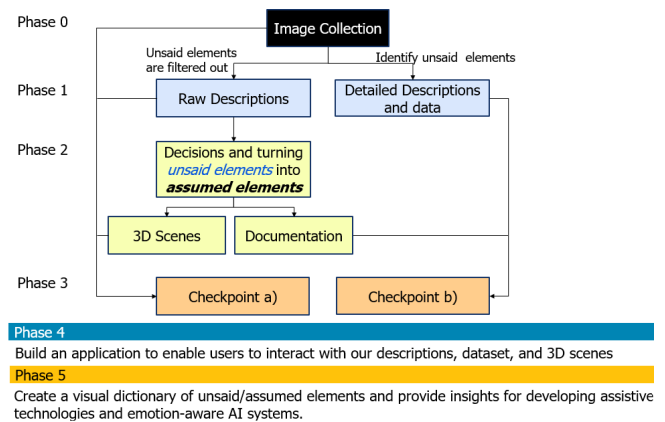 Phase 0
Image Collection
Unsaid elements
are filtered out
Identify unsaid elements
Phase 1
Raw Descriptions
Detailed Descriptions
and data
Phase 2
Decisions and turning
unsaid elements into
assumed elements
3D Scenes
Documentation
Phase 3
Checkpoint a)
Checkpoint b)
Phase 4
Build an application to enable users to interact with our descriptions, dataset, and 3D scenes
Phase 5
Create a visual dictionary of unsaid/assumed elements and provide insights for developing assistive
technologies and emotion-aware AI systems.